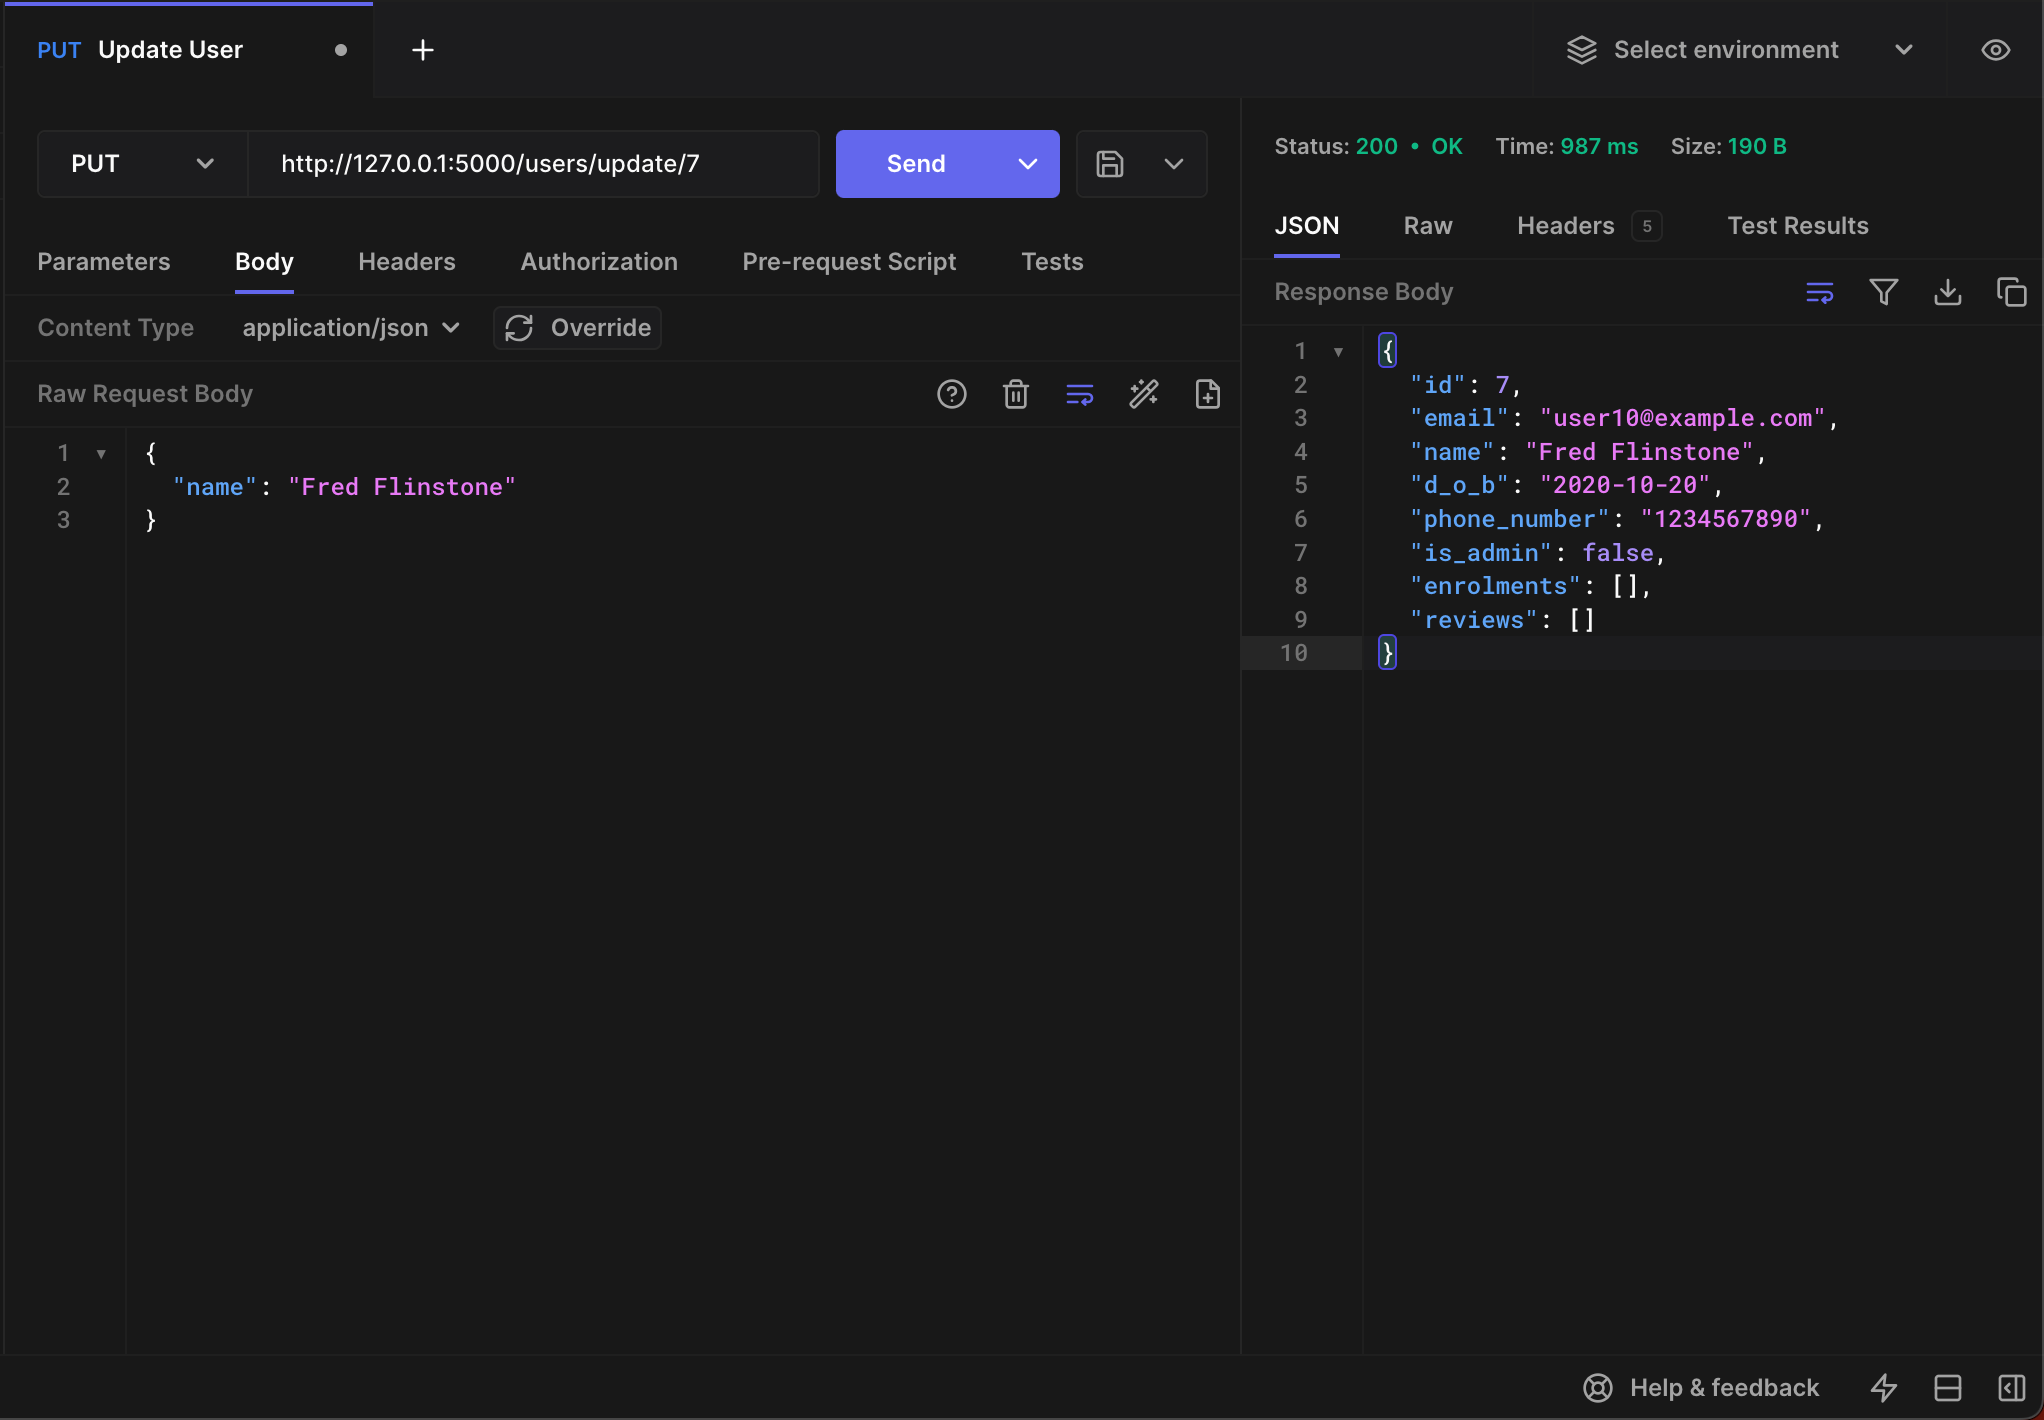 PUT Update User
Select environment
PUT http://127.0.0.1:5000/users/update/7 Send
Parameters Body Headers Authorization Pre-request Script Tests
Content Type application/json Override
Raw Request Body
1 {
2 "name": "Fred Flinstone"
3 }
Status: 200 • OK Time: 987 ms Size: 190 B
JSON Raw Headers 5 Test Results
Response Body
1 {
2 "id": 7,
3 "email": "user10@example.com",
4 "name": "Fred Flinstone",
5 "d_o_b": "2020-10-20",
6 "phone_number": "1234567890",
7 "is_admin": false,
8 "enrolments": [],
9 "reviews": []
10 }
Help & feedback